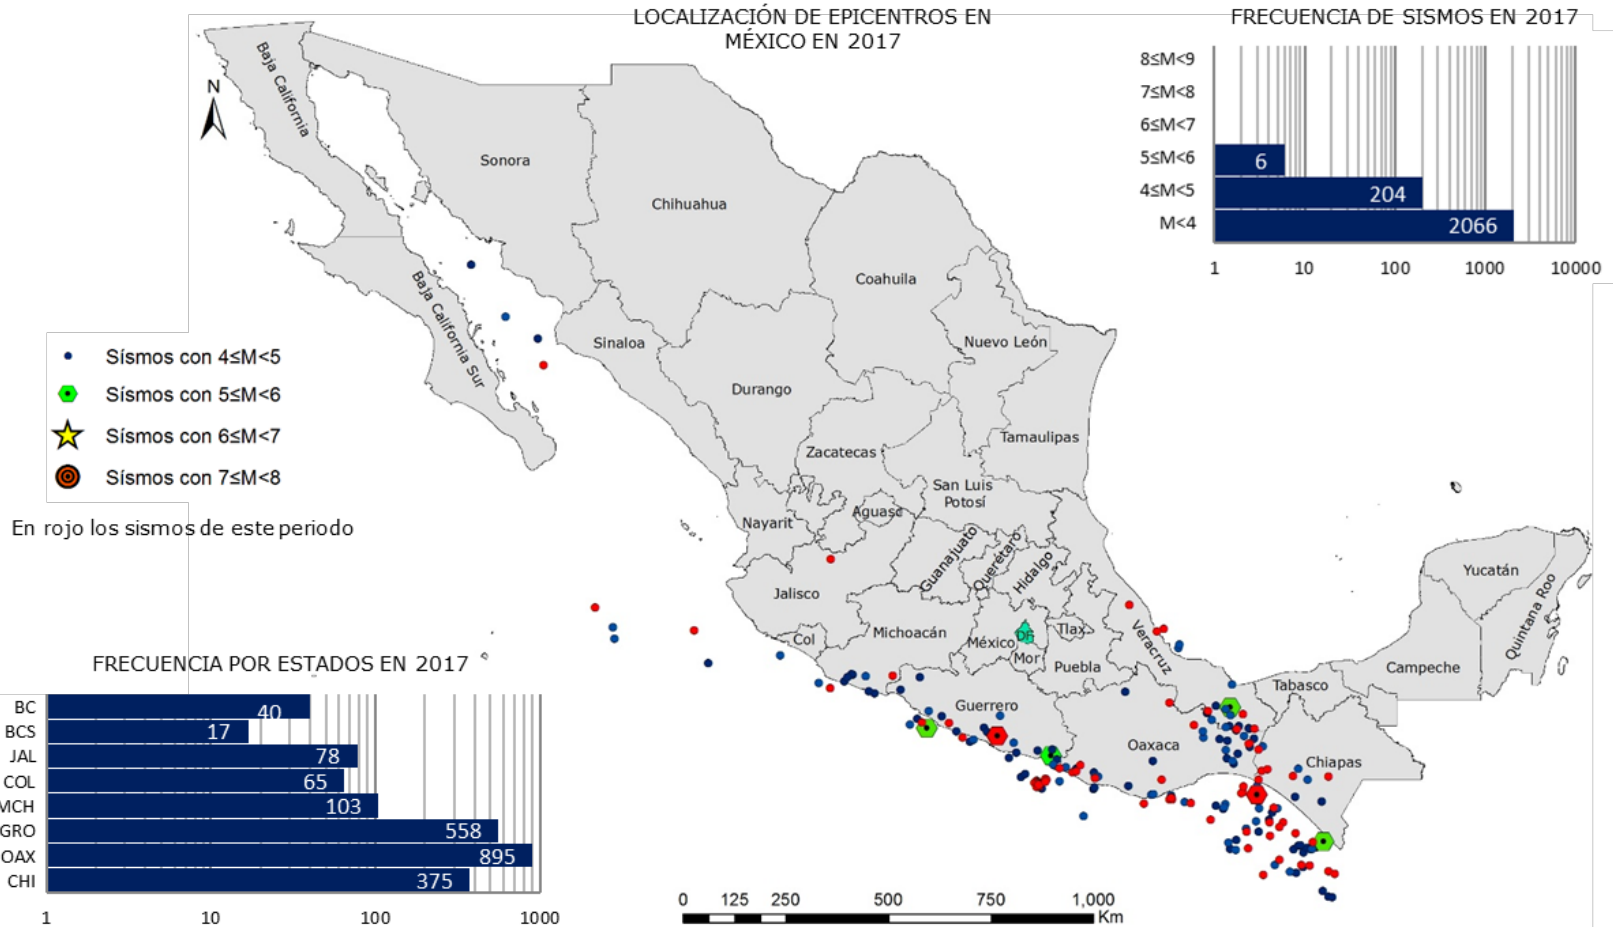 LOCALIZACIÓN DE EPICENTROS EN
MÉXICO EN 2017
FRECUENCIA DE SISMOS EN 2017
8≤M<9
7≤M<8
6≤M<7
5≤M<6
6
4≤M<5
204
M<4
2066
1 10 100 1000 10000
N
Baja California
Sonora
Chihuahua
Coahuila
Baja California Sur
Sinaloa
Nuevo León
Durango
Tamaulipas
Zacatecas
San Luis
Potosí
Nayarit
Aguasc
Guanajuato
Querétaro
Hidalgo
Jalisco
Col
Michoacán
México
DF
Tlax
Mor
Puebla
Veracruz
Yucatán
Quintana Roo
Campeche
Tabasco
Guerrero
Oaxaca
Chiapas
Sísmos con 4≤M<5
Sísmos con 5≤M<6
Sísmos con 6≤M<7
Sísmos con 7≤M<8
En rojo los sismos de este periodo
FRECUENCIA POR ESTADOS EN 2017
BC 40
BCS 17
JAL 78
COL 65
MCH 103
GRO 558
OAX 895
CHI 375
1 10 100 1000
0 125 250 500 750 1,000
Km